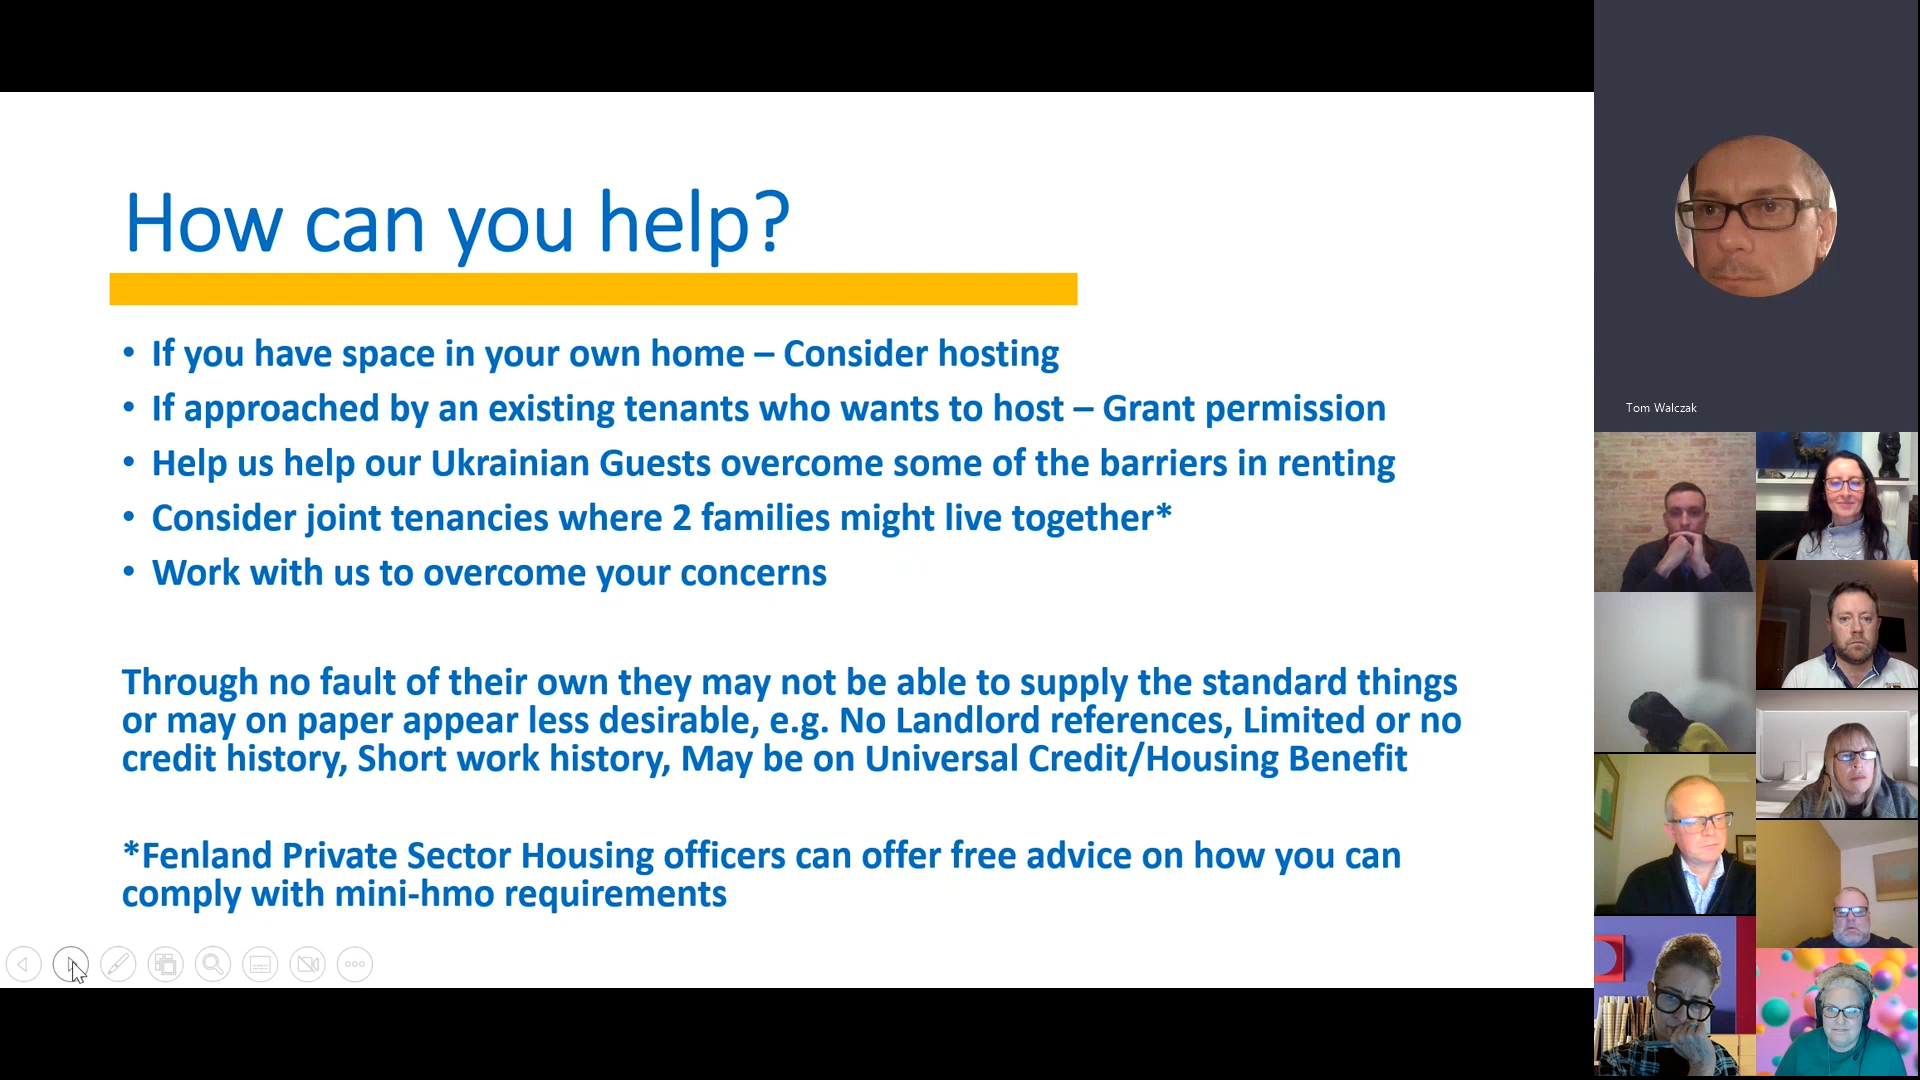 How can you help?
• If you have space in your own home – Consider hosting
• If approached by an existing tenants who wants to host – Grant permission
• Help us help our Ukrainian Guests overcome some of the barriers in renting
• Consider joint tenancies where 2 families might live together*
• Work with us to overcome your concerns
Through no fault of their own they may not be able to supply the standard things
or may on paper appear less desirable, e.g. No Landlord references, Limited or no
credit history, Short work history, May be on Universal Credit/Housing Benefit
*Fenland Private Sector Housing officers can offer free advice on how you can
comply with mini-hmo requirements
Tom Walczak